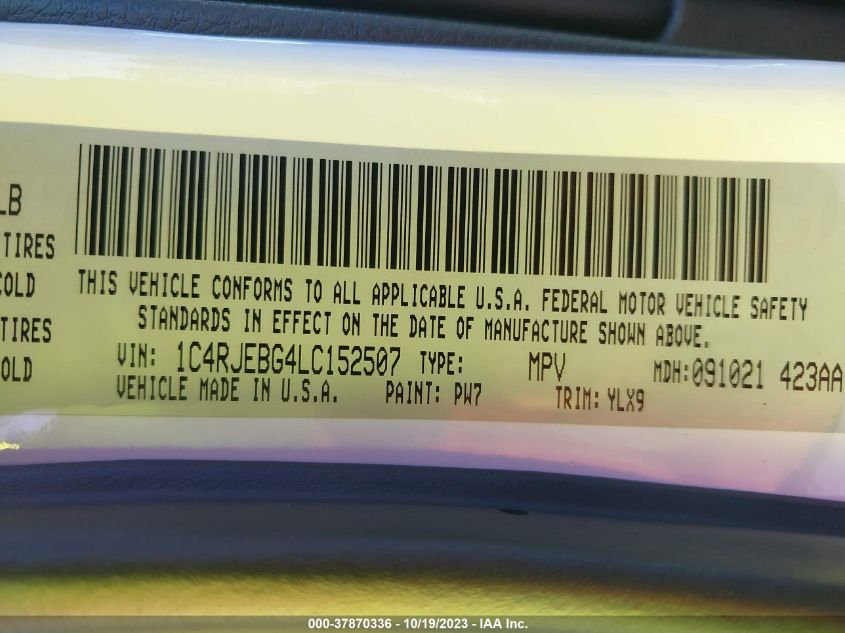 LB
TIRES
COLD
TIRES
OLD
THIS VEHICLE CONFORMS TO ALL APPLICABLE U.S.A. FEDERAL MOTOR VEHICLE SAFETY
STANDARDS IN EFFECT ON THE DATE OF MANUFACTURE SHOWN ABOVE.
VIN: 1C4RJEBG4LC152507 TYPE: MPV MDH:091021 423AA
VEHICLE MADE IN U.S.A. PAINT: PW7 TRIM: YLX9
000-37870336 - 10/19/2023 - IAA Inc.